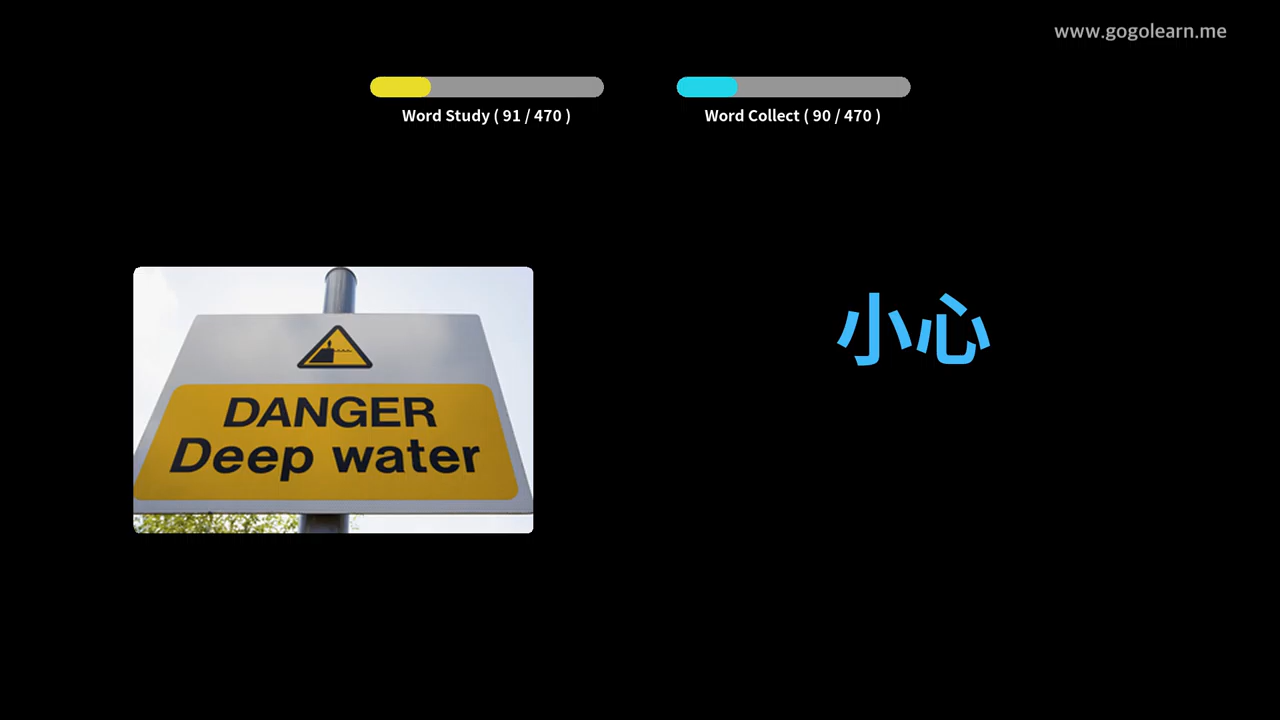 www.gogolearn.me
Word Study ( 91 / 470 )
Word Collect ( 90 / 470 )
DANGER
Deep water
小心